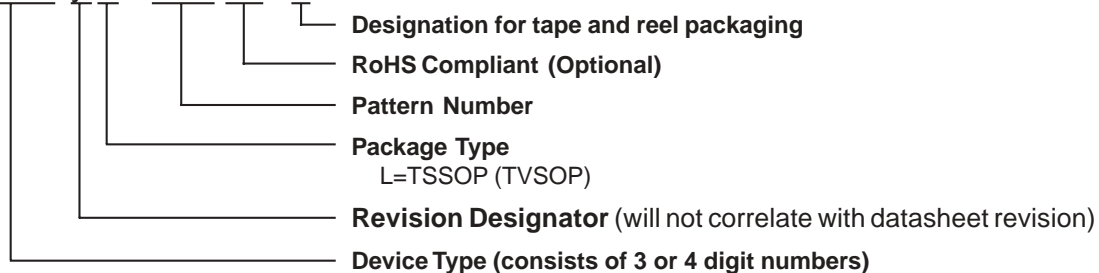 Designation for tape and reel packaging
RoHS Compliant (Optional)
Pattern Number
Package Type
L=TSSOP (TVSOP)
Revision Designator (will not correlate with datasheet revision)
Device Type (consists of 3 or 4 digit numbers)